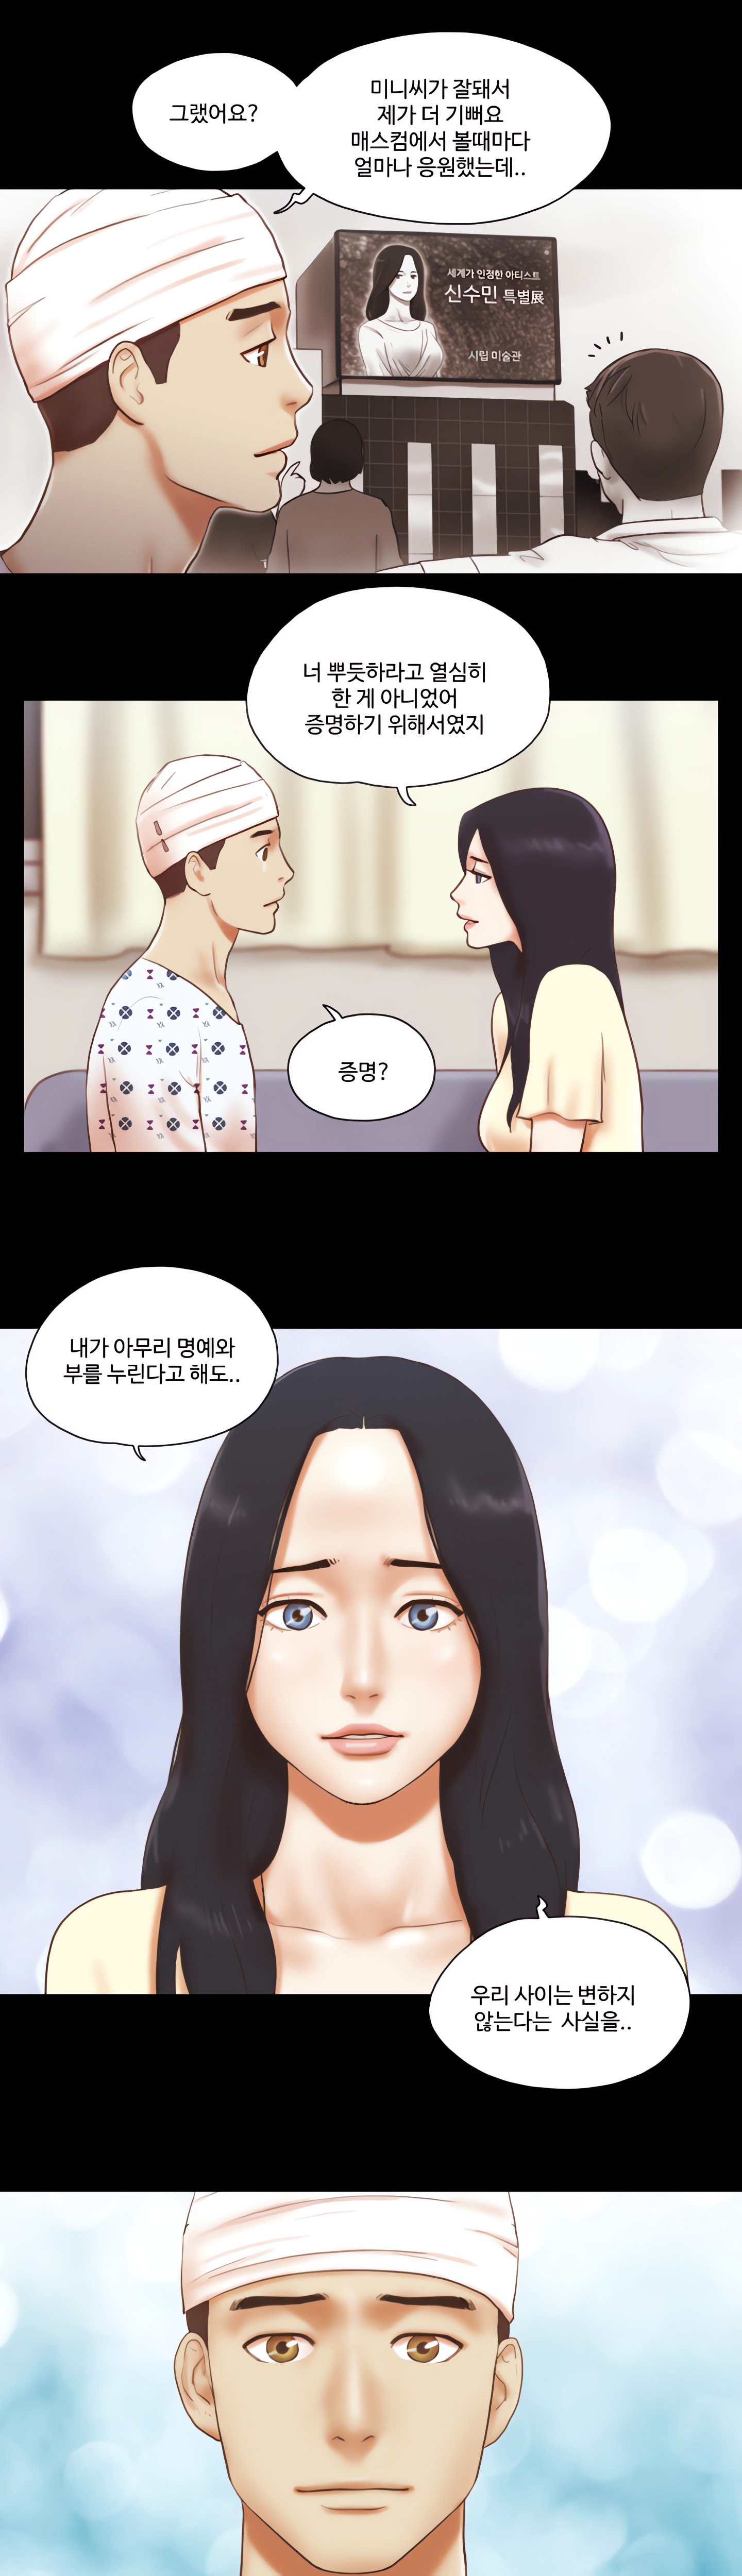 그랬어요?
미니씨가 잘돼서
제가 더 기뻐요
매스컴에서 볼때마다
얼마나 응원했는데..
세계가 인정한 아티스트
신수민 특별展
시립 미술관
너 뿌듯하라고 열심히
한 게 아니었어
증명하기 위해서였지
증명?
내가 아무리 명예와
부를 누린다고 해도..
우리 사이는 변하지
않는다는 사실을..